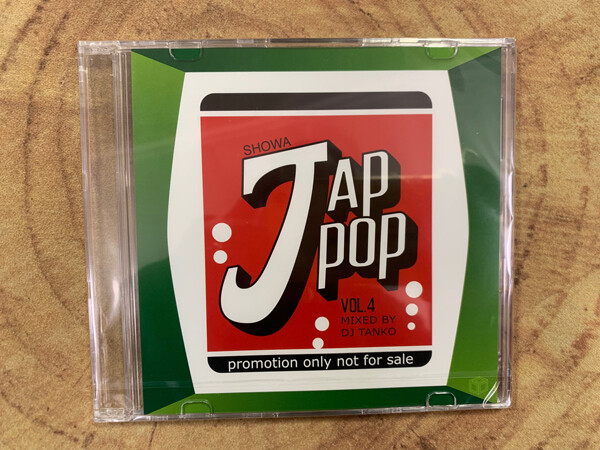 SHOWA
JAP
POP
VOL.4
MIXED BY
DJ TANKO
promotion only not for sale